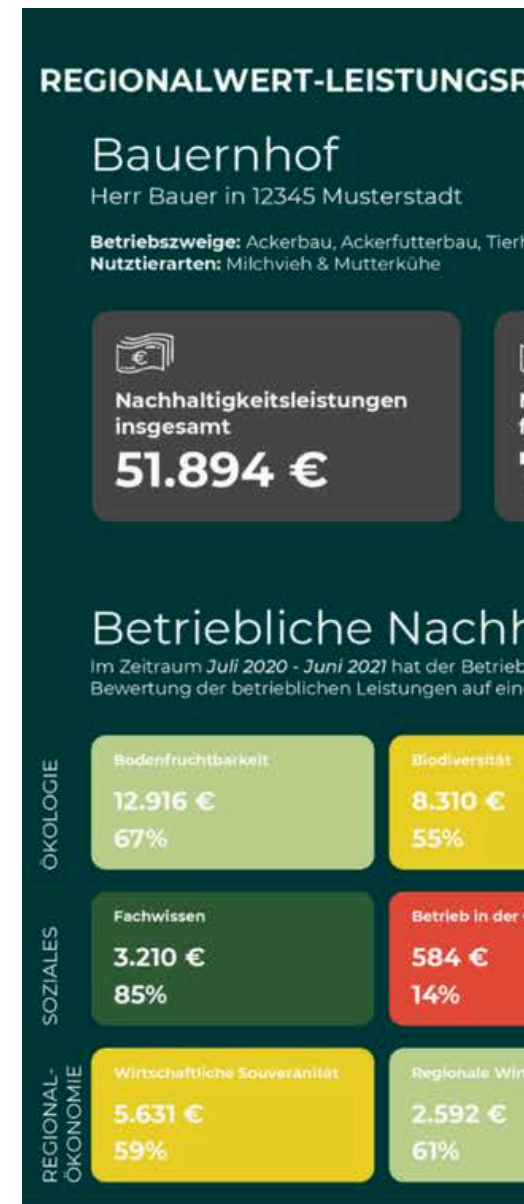 REGIONALWERT-LEISTUNGSR
Bauernhof
Herr Bauer in 12345 Musterstadt
Betriebszweige: Ackerbau, Ackerfutterbau, Tierh
Nutztierarten: Milchvieh & Mutterkühe
Nachhaltigkeitsleistungen
insgesamt
51.894 €
Betriebliche Nachh
Im Zeitraum Juli 2020 - Juni 2021 hat der Betrieb
Bewertung der betrieblichen Leistungen auf ein
ÖKOLOGIE
Bodenfruchtbarkeit
12.916 €
67%
Biodiversität
8.310 €
55%
SOZIALES
Fachwissen
3.210 €
85%
Betrieb in der
584 €
14%
REGIONAL-
ÖKONOMIE
Wirtschaftliche Souveränität
5.631 €
59%
Regionale Wir
2.592 €
61%